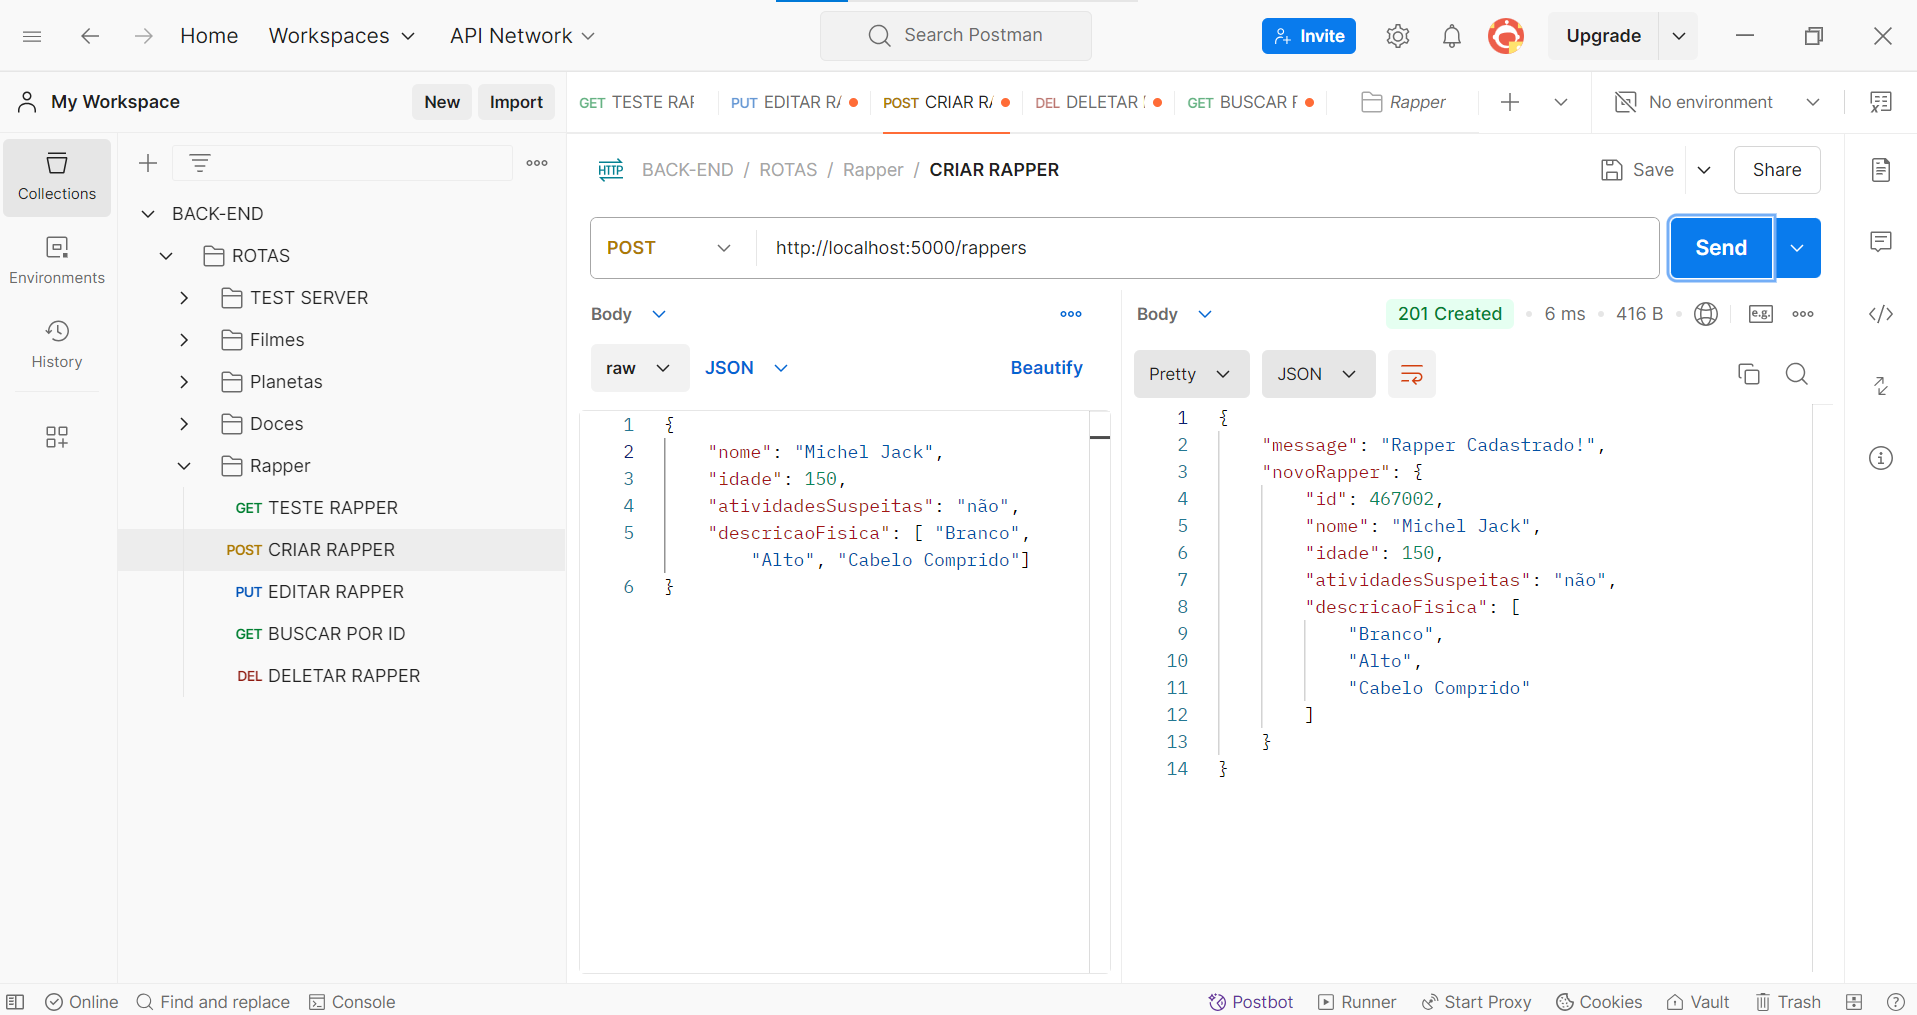 Home
Workspaces
API Network
Search Postman
Invite
Upgrade
My Workspace
New
Import
GET TESTE RAF
PUT EDITAR R
POST CRIAR R
DEL DELETAR
GET BUSCAR
Rapper
No environment
Collections
Environments
History
BACK-END
ROTAS
TEST SERVER
Filmes
Planetas
Doces
Rapper
GET TESTE RAPPER
POST CRIAR RAPPER
PUT EDITAR RAPPER
GET BUSCAR POR ID
DEL DELETAR RAPPER
HTTP BACK-END / ROTAS / Rapper / CRIAR RAPPER
Save
Share
POST
http://localhost:5000/rappers
Send
Body
raw
JSON
Beautify
1 {
2 "nome": "Michel Jack",
3 "idade": 150,
4 "atividadesSuspeitas": "não",
5 "descricaoFisica": [ "Branco",
"Alto", "Cabelo Comprido"]
6 }
Body
201 Created
6 ms
416 B
e.g.
Pretty
JSON
1 {
2 "message": "Rapper Cadastrado!",
3 "novoRapper": {
4 "id": 467002,
5 "nome": "Michel Jack",
6 "idade": 150,
7 "atividadesSuspeitas": "não",
8 "descricaoFisica": [
9 "Branco",
10 "Alto",
11 "Cabelo Comprido"
12 ]
13 }
14 }
Online
Find and replace
Console
Postbot
Runner
Start Proxy
Cookies
Vault
Trash